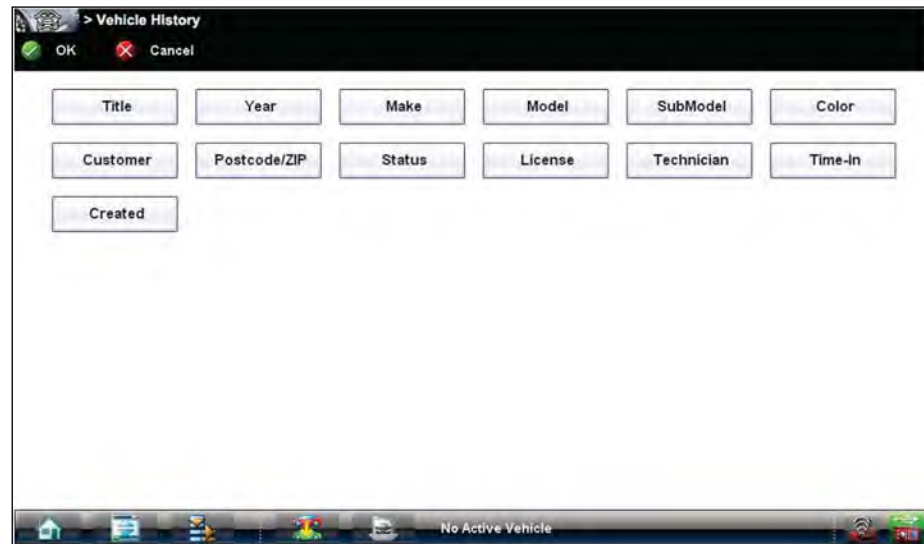 > Vehicle History
OK Cancel
Title Year Make Model SubModel Color
Customer Postcode/ZIP Status License Technician Time-in
Created
No Active Vehicle